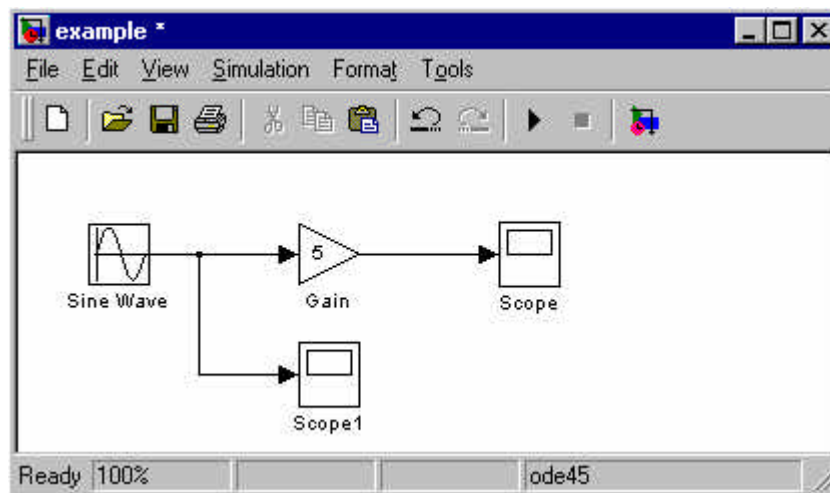 example *
File Edit View Simulation Format Tools
5
Sine Wave Gain Scope
Scope1
Ready 100% ode45